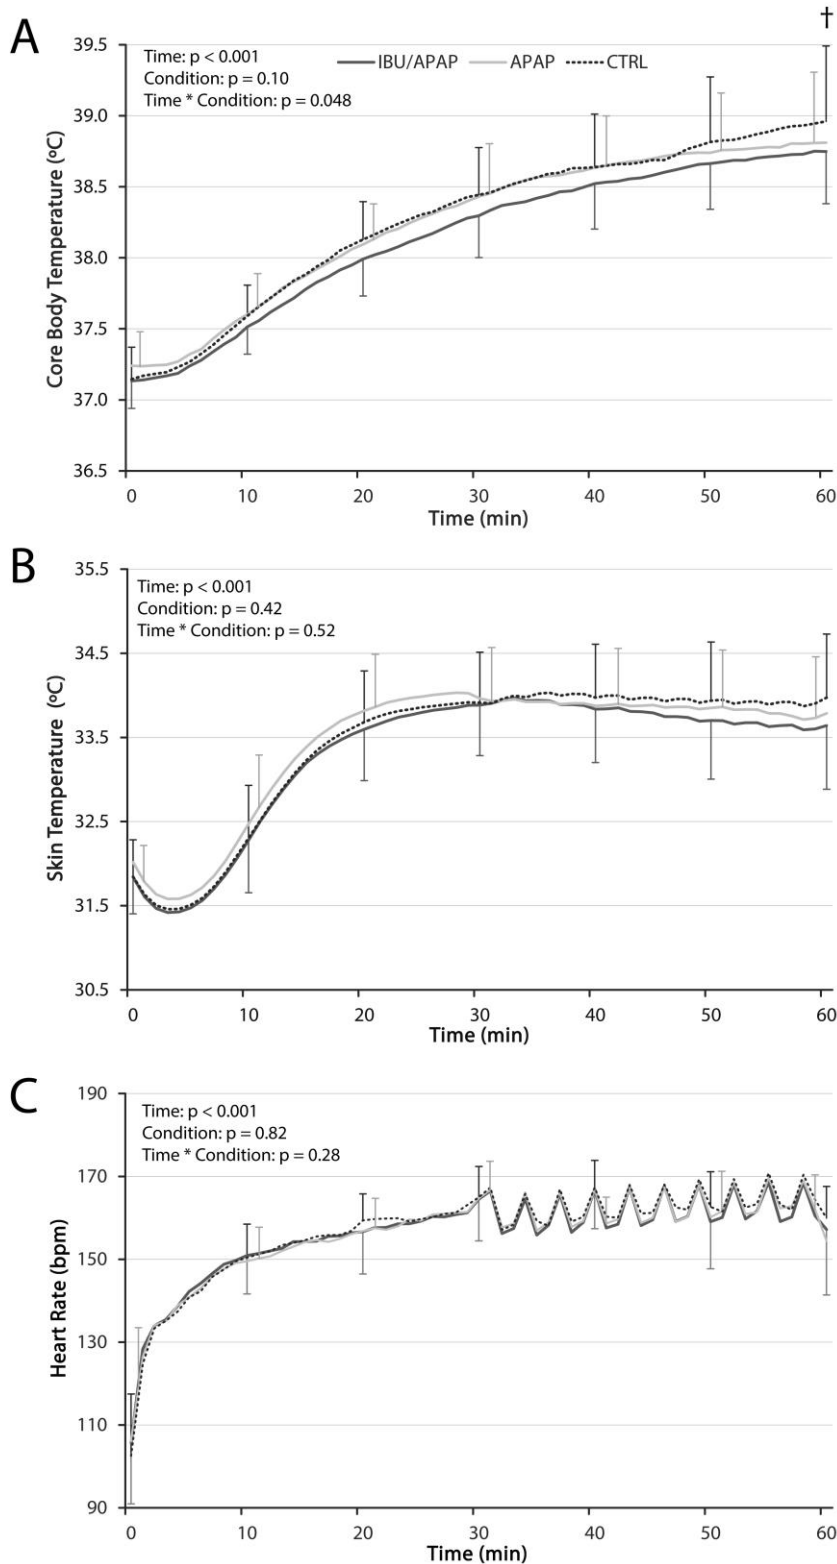 A
†
Time: p < 0.001
Condition: p = 0.10
Time * Condition: p = 0.048
IBU/APAP APAP CTRL
Core Body Temperature (ºC)
39.5
39.0
38.5
38.0
37.5
37.0
36.5
0 10 20 30 40 50 60
Time (min)
B
Time: p < 0.001
Condition: p = 0.42
Time * Condition: p = 0.52
Skin Temperature (ºC)
35.5
34.5
33.5
32.5
31.5
30.5
0 10 20 30 40 50 60
Time (min)
C
Time: p < 0.001
Condition: p = 0.82
Time * Condition: p = 0.28
Heart Rate (bpm)
190
170
150
130
110
90
0 10 20 30 40 50 60
Time (min)